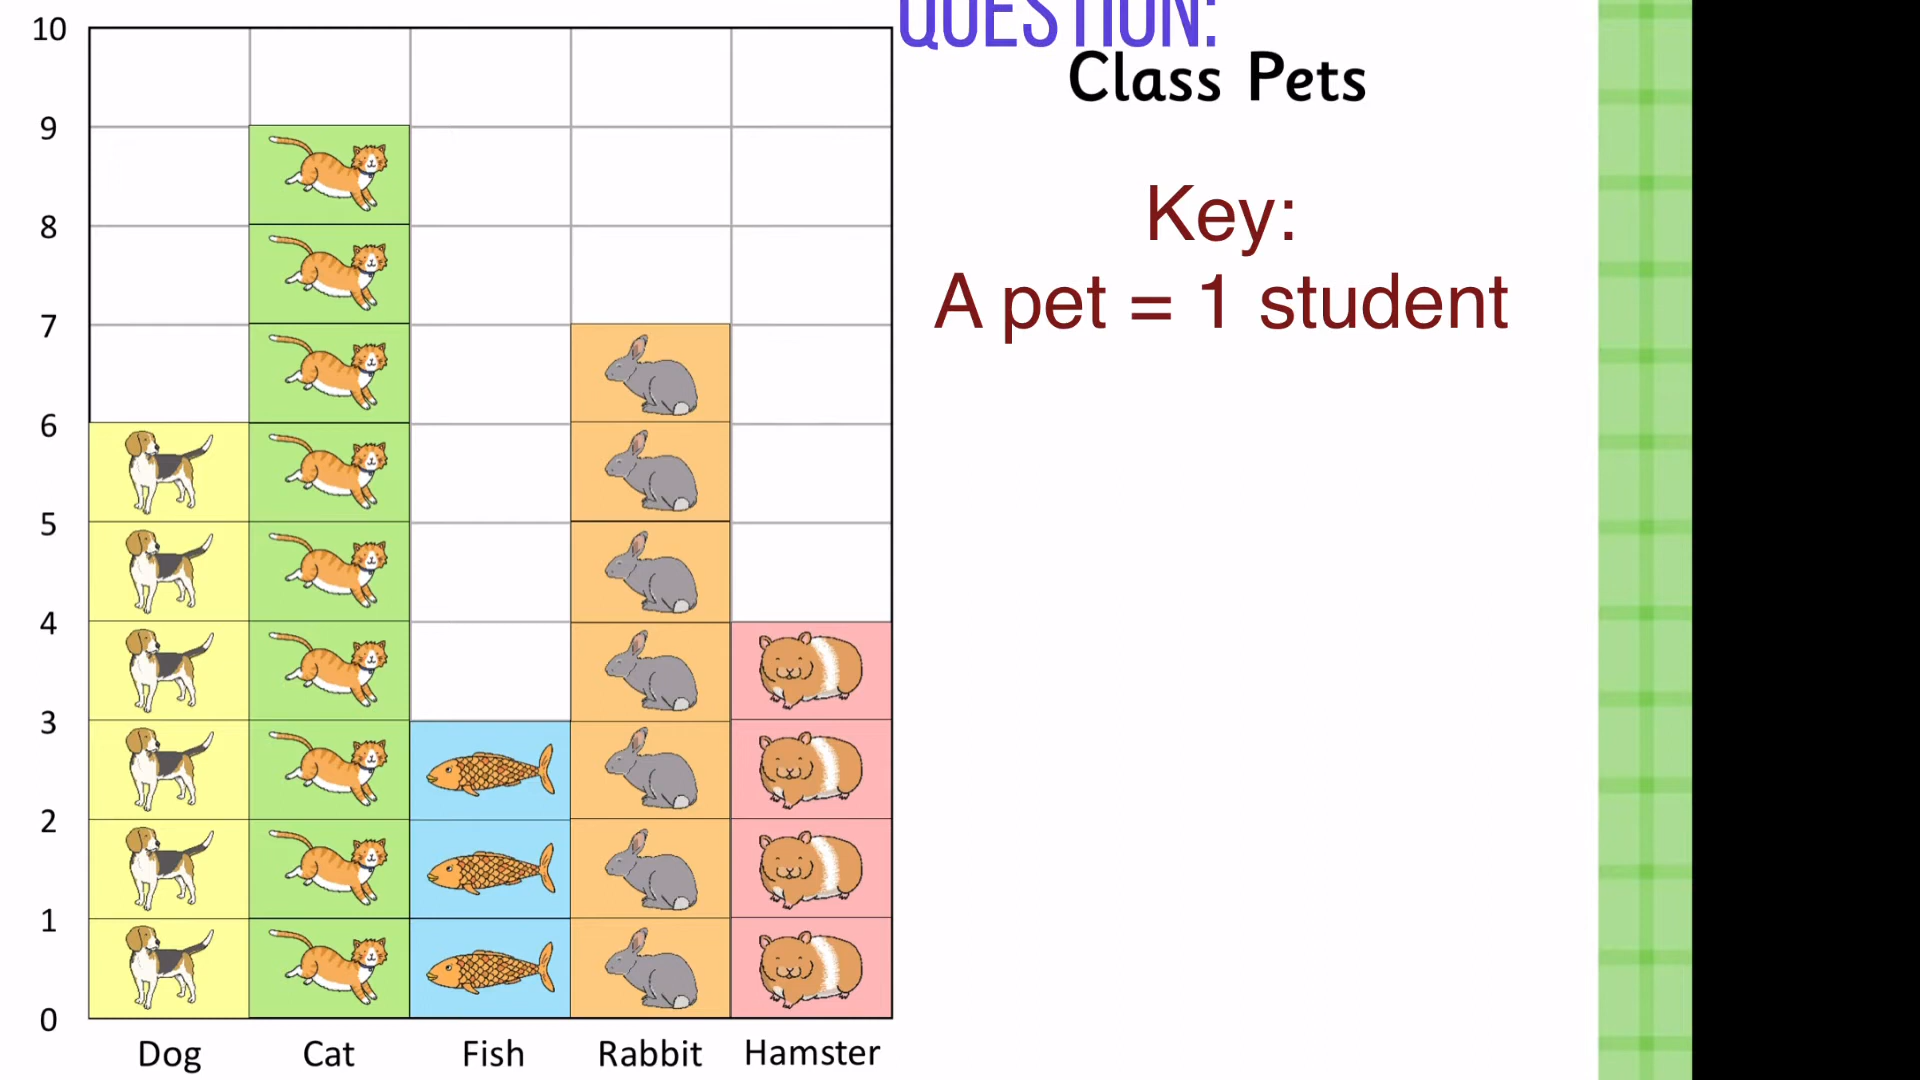 QUESTION:
Class Pets
Key:
A pet = 1 student
10
9
8
7
6
5
4
3
2
1
0
Dog Cat Fish Rabbit Hamster